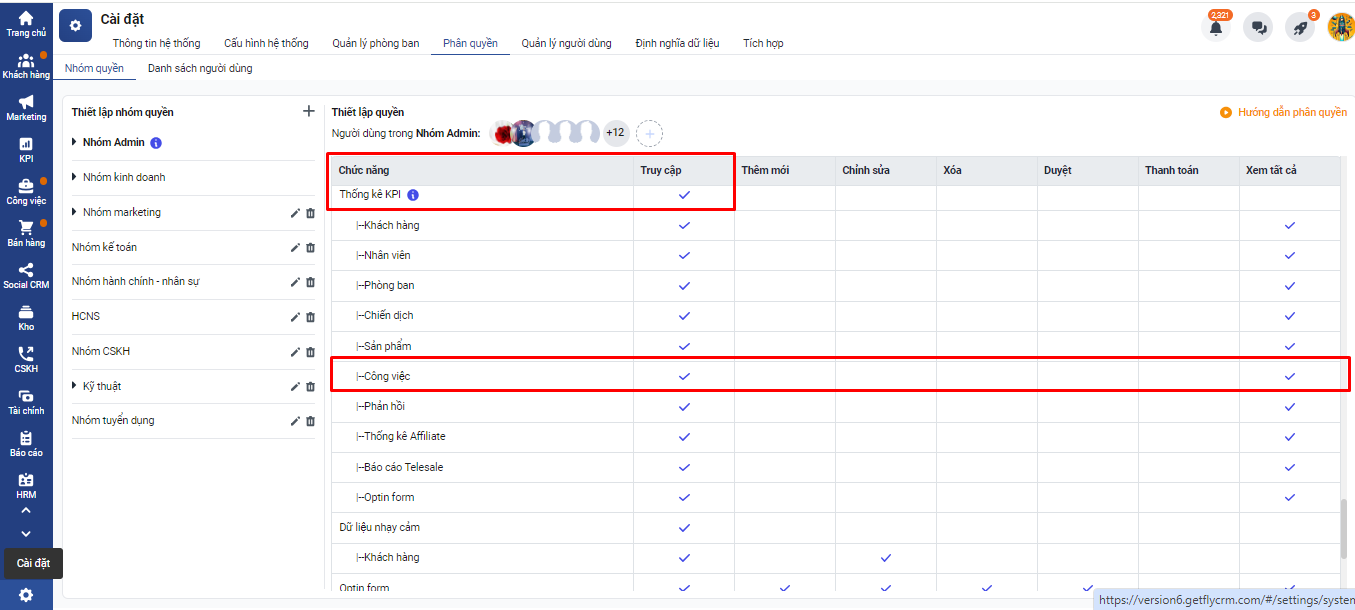 Trang chủ
Khách hàng
Marketing
KPI
Công việc
Bán hàng
Social CRM
Kho
CSKH
Tài chính
Báo cáo
HRM
Cài đặt
Cài đặt
2,321
3
Thông tin hệ thống Cấu hình hệ thống Quản lý phòng ban Phân quyền Quản lý người dùng Định nghĩa dữ liệu Tích hợp
Nhóm quyền Danh sách người dùng
Thiết lập nhóm quyền
Nhóm Admin
Nhóm kinh doanh
Nhóm marketing
Nhóm kế toán
Nhóm hành chính - nhân sự
HCNS
Nhóm CSKH
Kỹ thuật
Nhóm tuyển dụng
Thiết lập quyền
Hướng dẫn phân quyền
Người dùng trong Nhóm Admin: +12
Chức năng Truy cập Thêm mới Chỉnh sửa Xóa Duyệt Thanh toán Xem tất cả
Thống kê KPI
|--Khách hàng
|--Nhân viên
|--Phòng ban
|--Chiến dịch
|--Sản phẩm
|--Công việc
|--Phản hồi
|--Thống kê Affiliate
|--Báo cáo Telesale
|--Optin form
Dữ liệu nhạy cảm
|--Khách hàng
Optin form
https://version6.getflycrm.com/#/settings/system